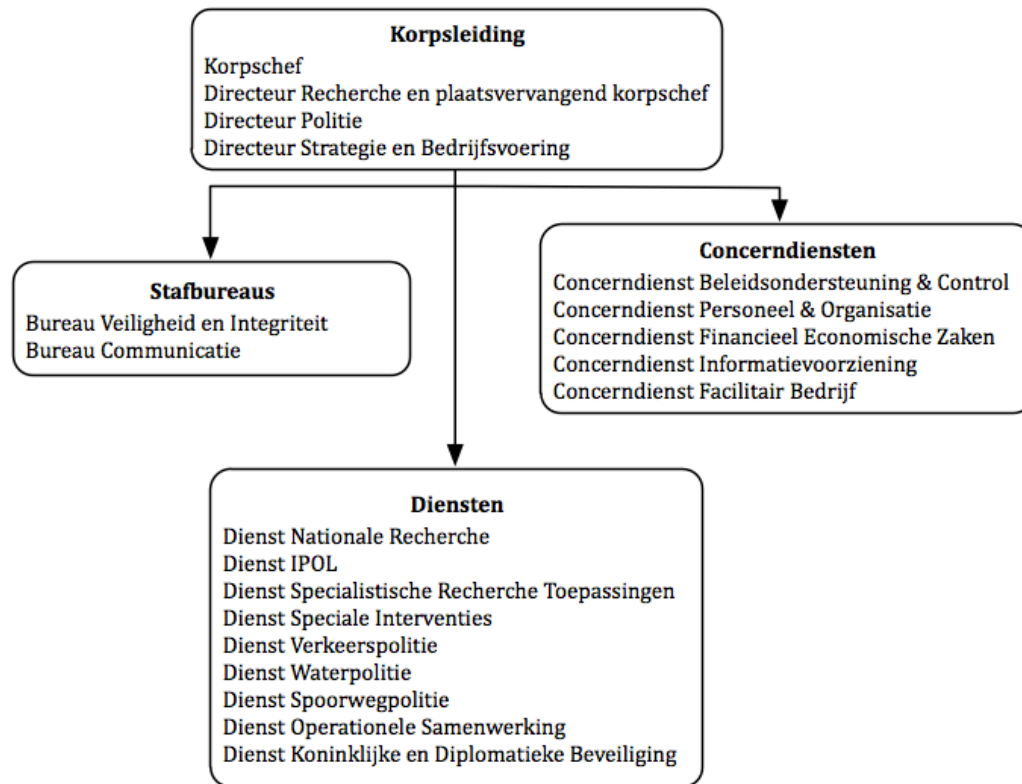 Korpsleiding
Korpschef
Directeur Recherche en plaatsvervangend korpschef
Directeur Politie
Directeur Strategie en Bedrijfsvoering
Stafbureaus
Bureau Veiligheid en Integriteit
Bureau Communicatie
Concerndiensten
Concerndienst Beleidsondersteuning & Control
Concerndienst Personeel & Organisatie
Concerndienst Financieel Economische Zaken
Concerndienst Informatievoorziening
Concerndienst Facilitair Bedrijf
Diensten
Dienst Nationale Recherche
Dienst IPOL
Dienst Specialistische Recherche Toepassingen
Dienst Speciale Interventies
Dienst Verkeerspolitie
Dienst Waterpolitie
Dienst Spoorwegpolitie
Dienst Operationele Samenwerking
Dienst Koninklijke en Diplomatieke Beveiliging